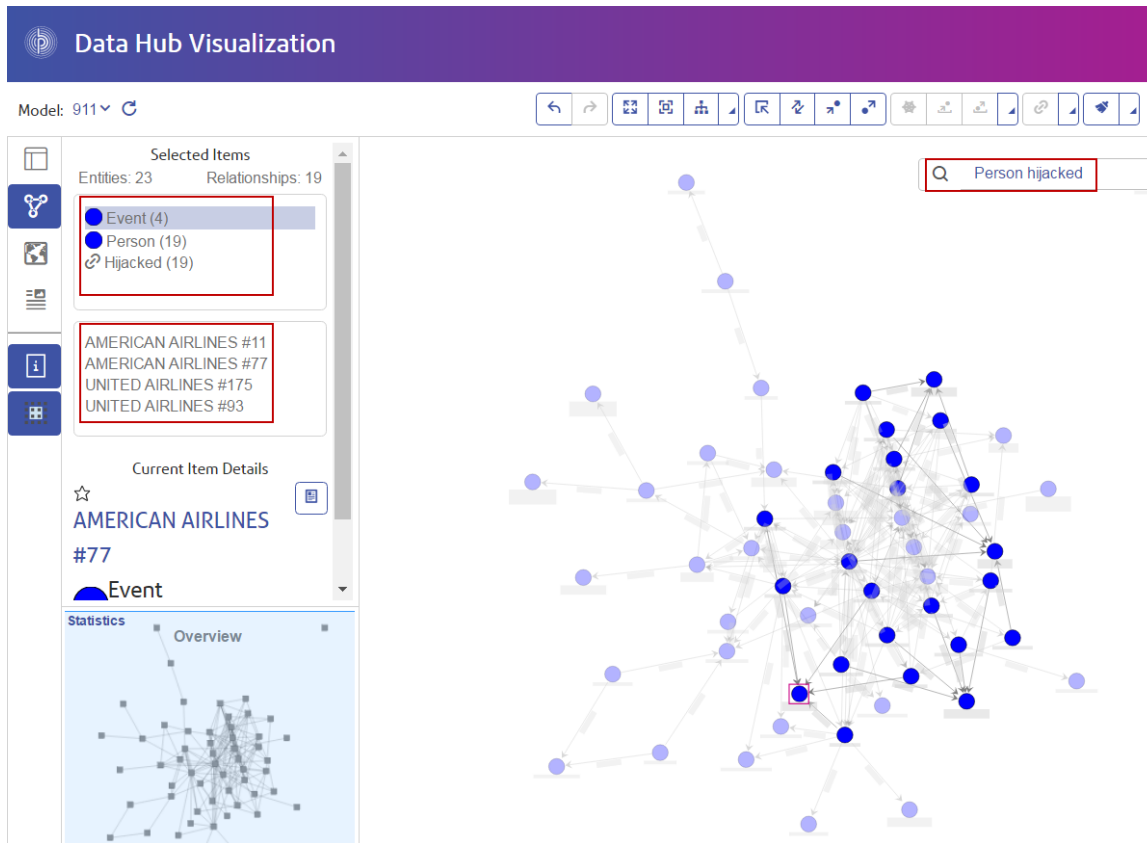 Data Hub Visualization
Model: 911
Selected Items
Entities: 23 Relationships: 19
Person hijacked
Event (4)
Person (19)
Hijacked (19)
AMERICAN AIRLINES #11
AMERICAN AIRLINES #77
UNITED AIRLINES #175
UNITED AIRLINES #93
Current Item Details
AMERICAN AIRLINES
#77
Event
Statistics
Overview